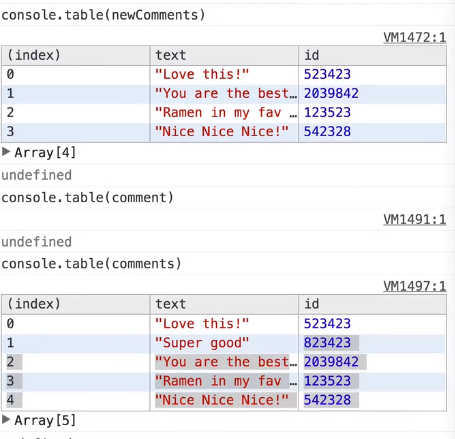 console.table(newComments)
VM1472:1
(index) text id
0 "Love this!" 523423
1 "You are the best… 2039842
2 "Ramen in my fav … 123523
3 "Nice Nice Nice!" 542328
▶ Array[4]
undefined
console.table(comment)
VM1491:1
undefined
console.table(comments)
VM1497:1
(index) text id
0 "Love this!" 523423
1 "Super good" 823423
2 "You are the best… 2039842
3 "Ramen in my fav … 123523
4 "Nice Nice Nice!" 542328
▶ Array[5]